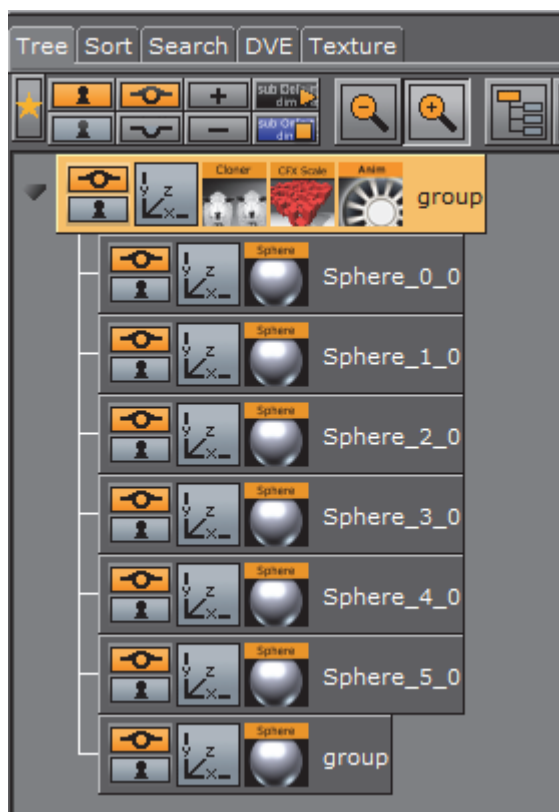 Tree Sort Search DVE Texture
Cloner CFX Scale Anim group
y z x
Sphere Sphere_0_0
y z x
Sphere Sphere_1_0
y z x
Sphere Sphere_2_0
y z x
Sphere Sphere_3_0
y z x
Sphere Sphere_4_0
y z x
Sphere Sphere_5_0
y z x
Sphere group
y z x